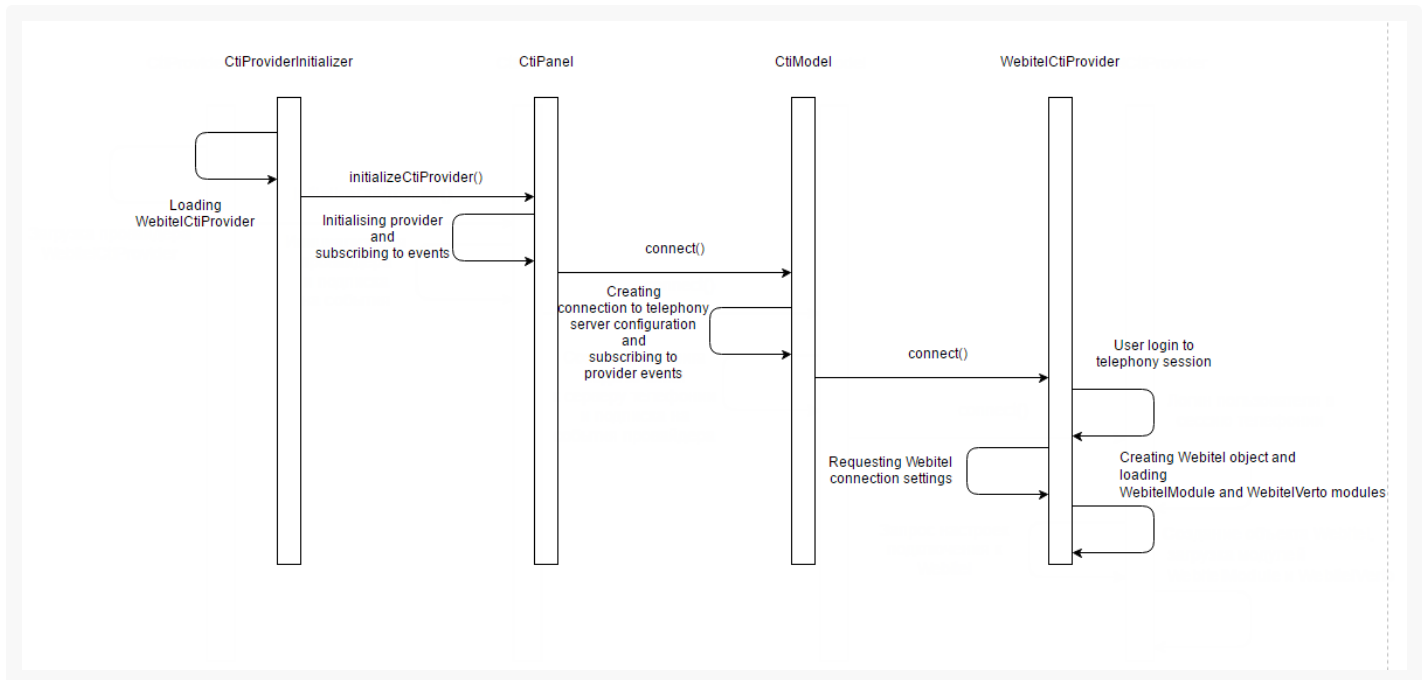 CtiProviderInitializer
CtiPanel
CtiModel
WebitelCtiProvider
Loading
WebitelCtiProvider
initializeCtiProvider()
Initialising provider
and
subscribing to events
connect()
Creating
connection to telephony
server configuration
and
subscribing to
provider events
connect()
User login to
telephony session
Requesting Webitel
connection settings
Creating Webitel object and
loading
WebitelModule and WebitelVerto modules